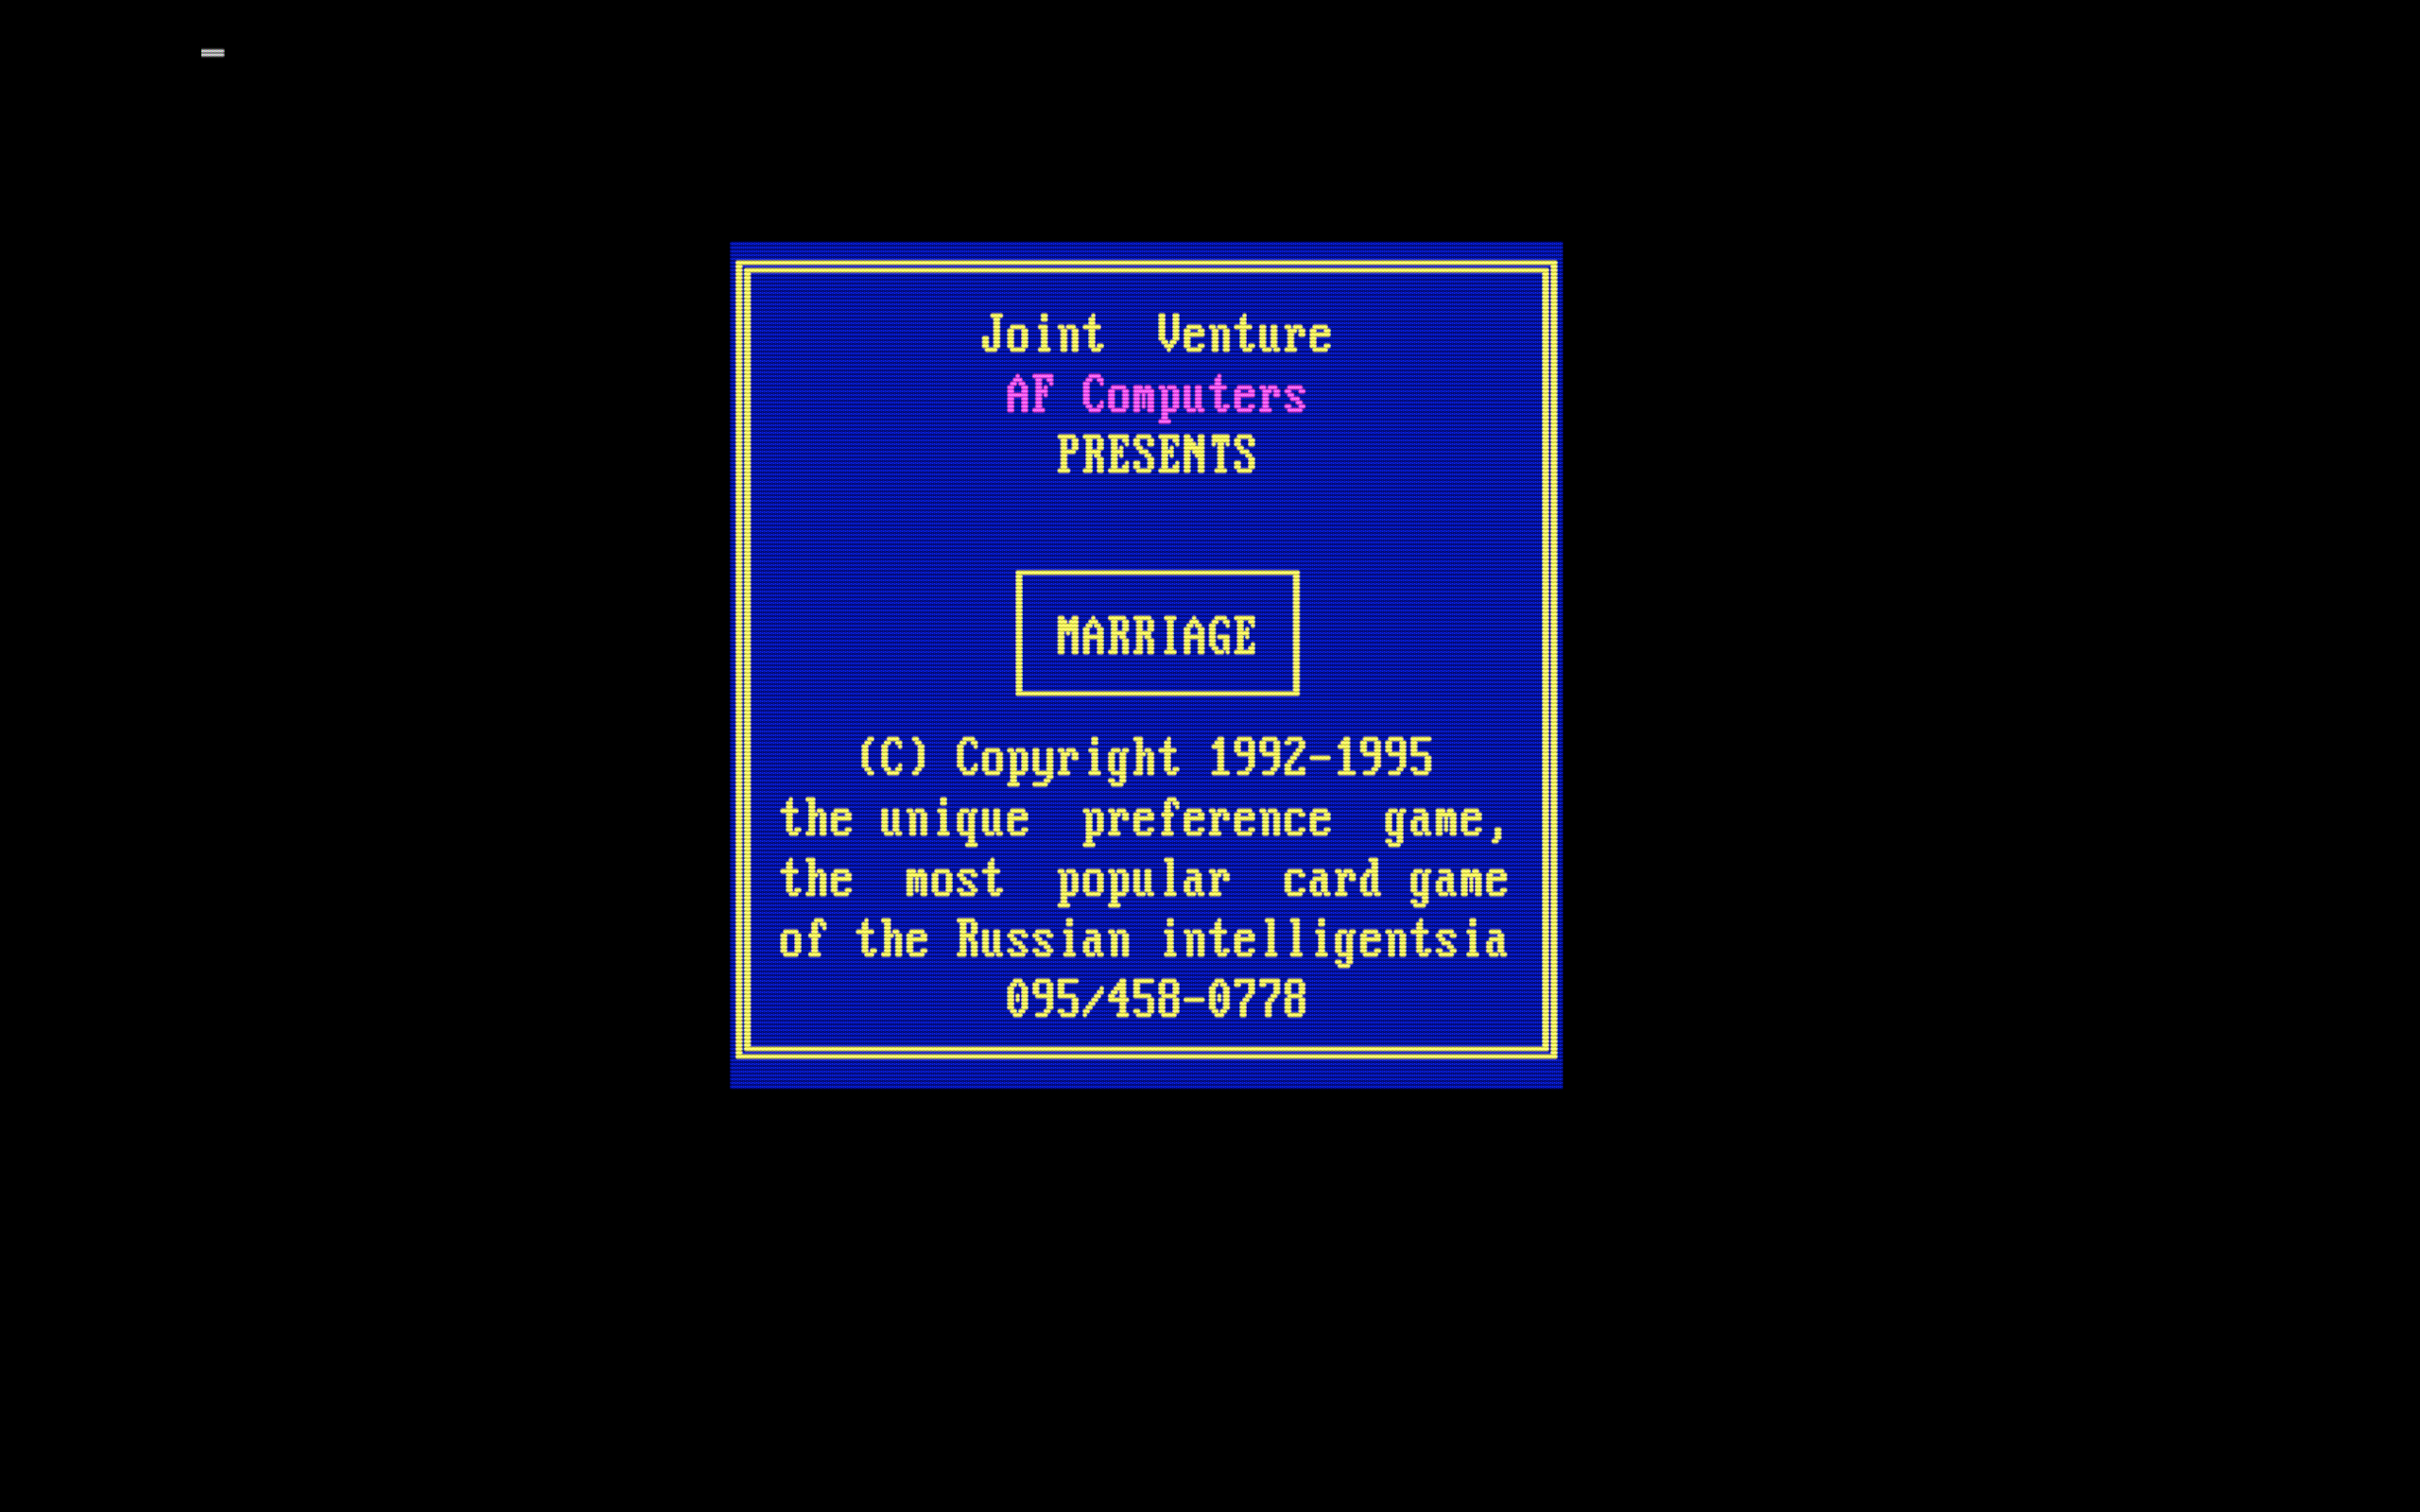 Joint  Venture
AF Computers
PRESENTS
MARRIAGE
(C) Copyright 1992-1995
the unique  preference  game,
the  most  popular  card game
of the Russian intelligentsia
095/458-0778